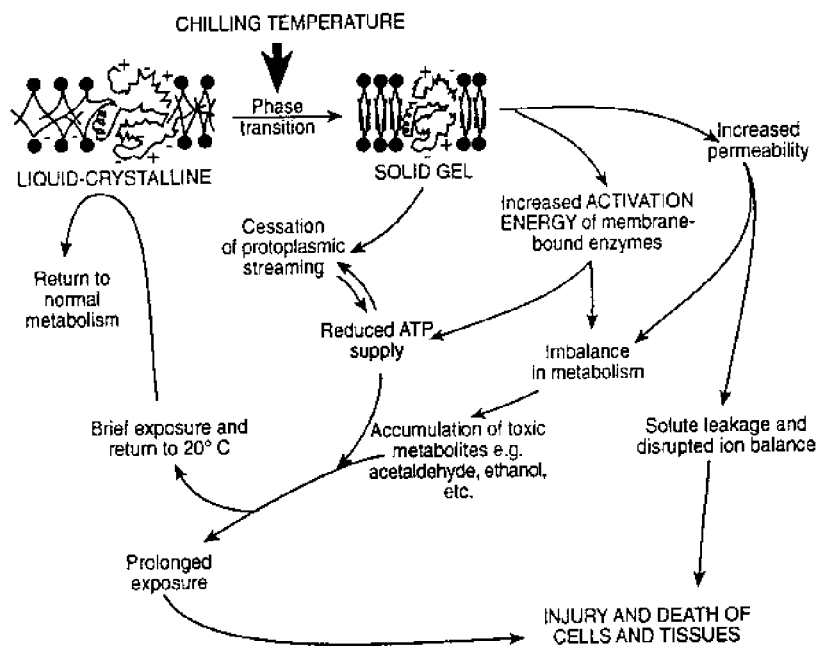 CHILLING TEMPERATURE
Phase
transition
LIQUID-CRYSTALLINE
SOLID GEL
Increased
permeability
Increased ACTIVATION
ENERGY of membrane-
bound enzymes
Cessation
of protoplasmic
streaming
Return to
normal
metabolism
Reduced ATP
supply
Imbalance
in metabolism
Brief exposure and
return to 20° C
Accumulation of toxic
metabolites e.g.
acetaldehyde, ethanol,
etc.
Solute leakage and
disrupted ion balance
Prolonged
exposure
INJURY AND DEATH OF
CELLS AND TISSUES